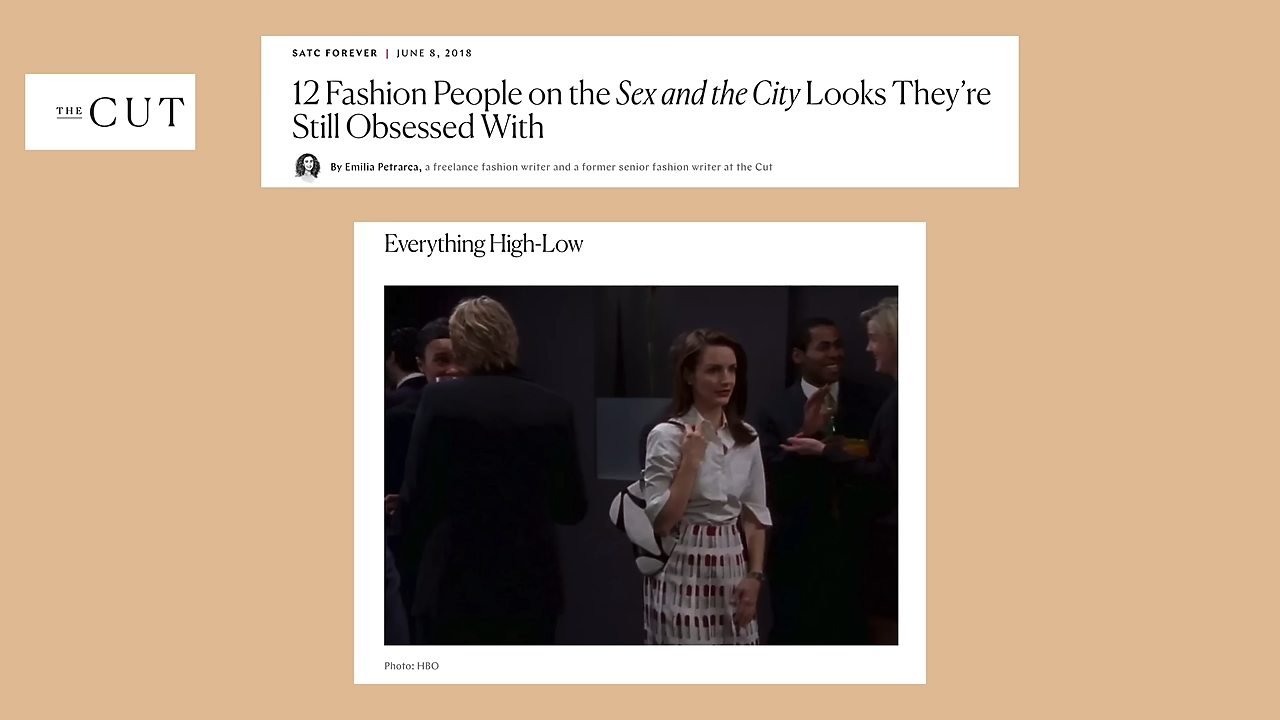 THE CUT
SATC FOREVER | JUNE 8, 2018
12 Fashion People on the Sex and the City Looks They’re
Still Obsessed With
By Emilia Petrarca, a freelance fashion writer and a former senior fashion writer at the Cut
Everything High-Low
Photo: HBO